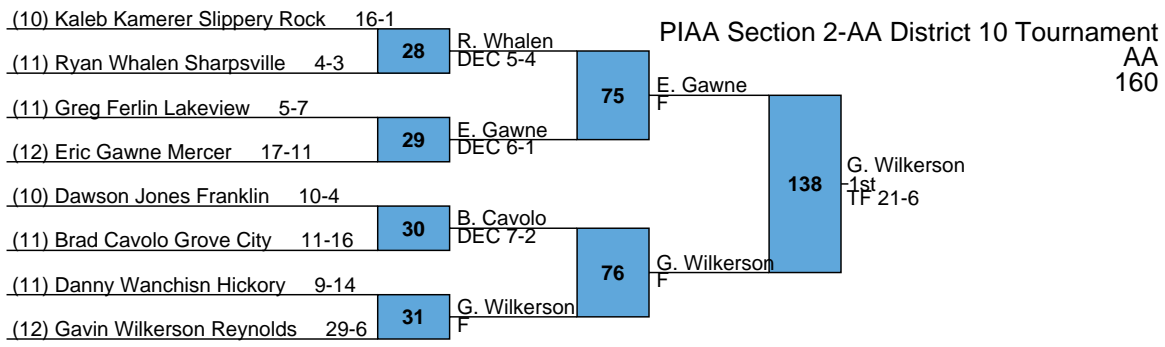 PIAA Section 2-AA District 10 Tournament
AA
160
(10) Kaleb Kamerer Slippery Rock 16-1
28
(11) Ryan Whalen Sharpsville 4-3
R. Whalen
DEC 5-4
75
(11) Greg Ferlin Lakeview 5-7
29
(12) Eric Gawne Mercer 17-11
E. Gawne
DEC 6-1
E. Gawne
F
138
G. Wilkerson
1st
TF 21-6
(10) Dawson Jones Franklin 10-4
30
(11) Brad Cavolo Grove City 11-16
B. Cavolo
DEC 7-2
76
(11) Danny Wanchisn Hickory 9-14
31
(12) Gavin Wilkerson Reynolds 29-6
G. Wilkerson
F
G. Wilkerson
F